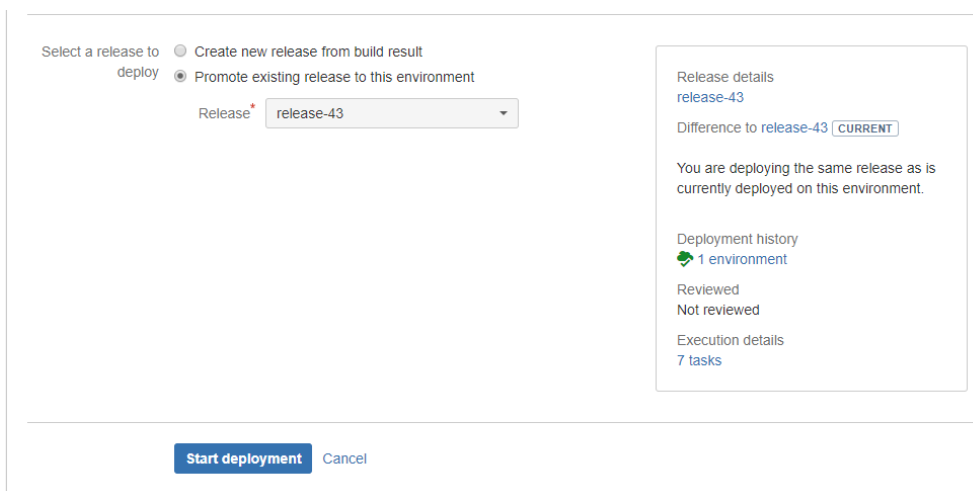 Select a release to deploy
Create new release from build result
Promote existing release to this environment
Release*
release-43
Release details
release-43
Difference to release-43 CURRENT
You are deploying the same release as is
currently deployed on this environment.
Deployment history
1 environment
Reviewed
Not reviewed
Execution details
7 tasks
Start deployment
Cancel